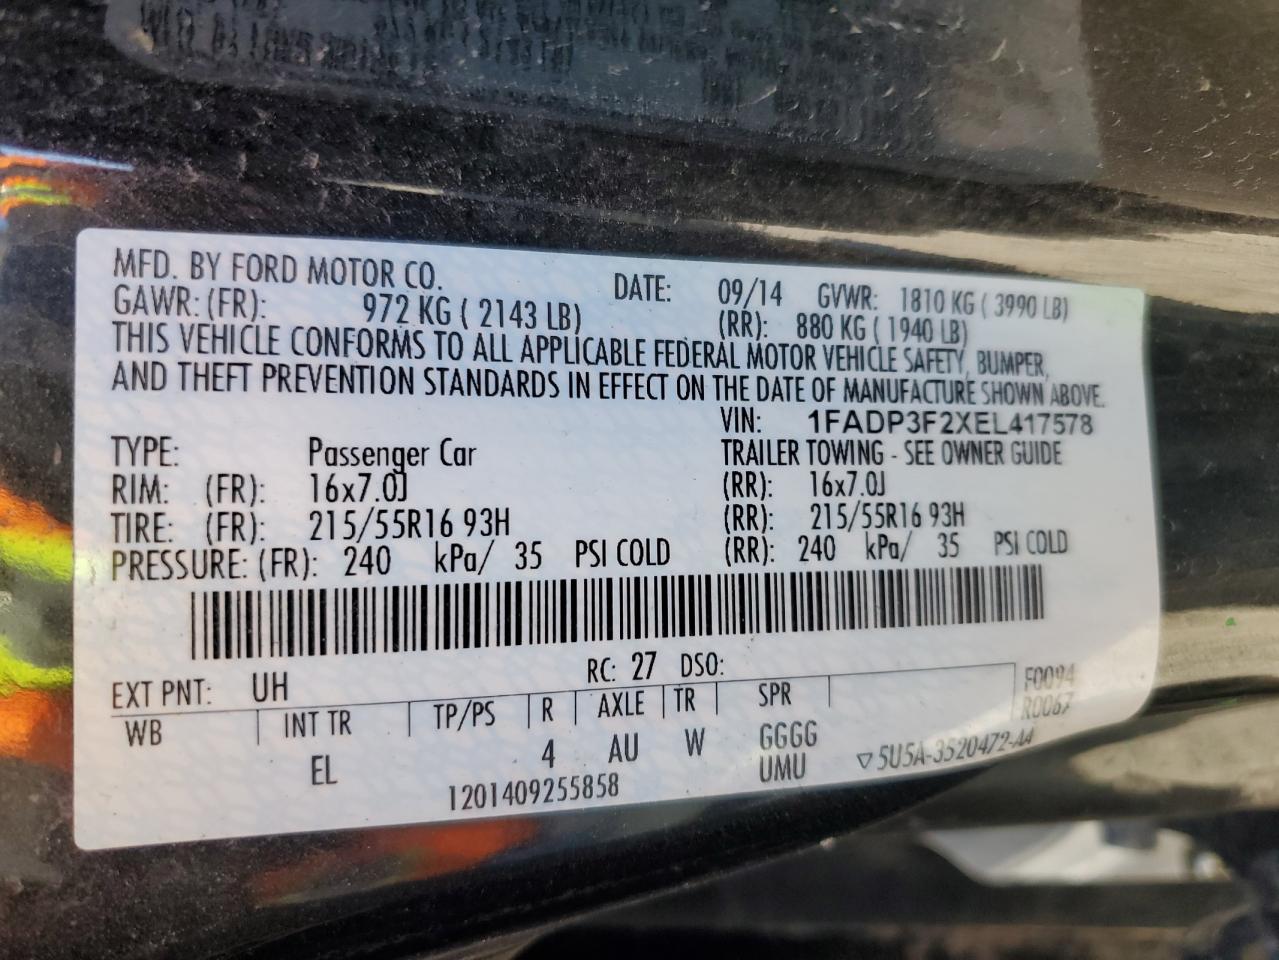 MFD. BY FORD MOTOR CO.
DATE: 09/14 GVWR: 1810 KG ( 3990 LB)
GAWR: (FR): 972 KG ( 2143 LB) (RR): 880 KG ( 1940 LB)
THIS VEHICLE CONFORMS TO ALL APPLICABLE FEDERAL MOTOR VEHICLE SAFETY, BUMPER,
AND THEFT PREVENTION STANDARDS IN EFFECT ON THE DATE OF MANUFACTURE SHOWN ABOVE.
VIN: 1FADP3F2XEL417578
TYPE: Passenger Car TRAILER TOWING - SEE OWNER GUIDE
RIM: (FR): 16x7.0J (RR): 16x7.0J
TIRE: (FR): 215/55R16 93H (RR): 215/55R16 93H
PRESSURE: (FR): 240 kPa/ 35 PSI COLD (RR): 240 kPa/ 35 PSI COLD
EXT PNT: UH RC: 27 DSO: F0094
WB INT TR TP/PS R AXLE TR SPR R0067
EL 4 AU W GGGG
UMU ▽5U5A-3520472-A4
1201409255858